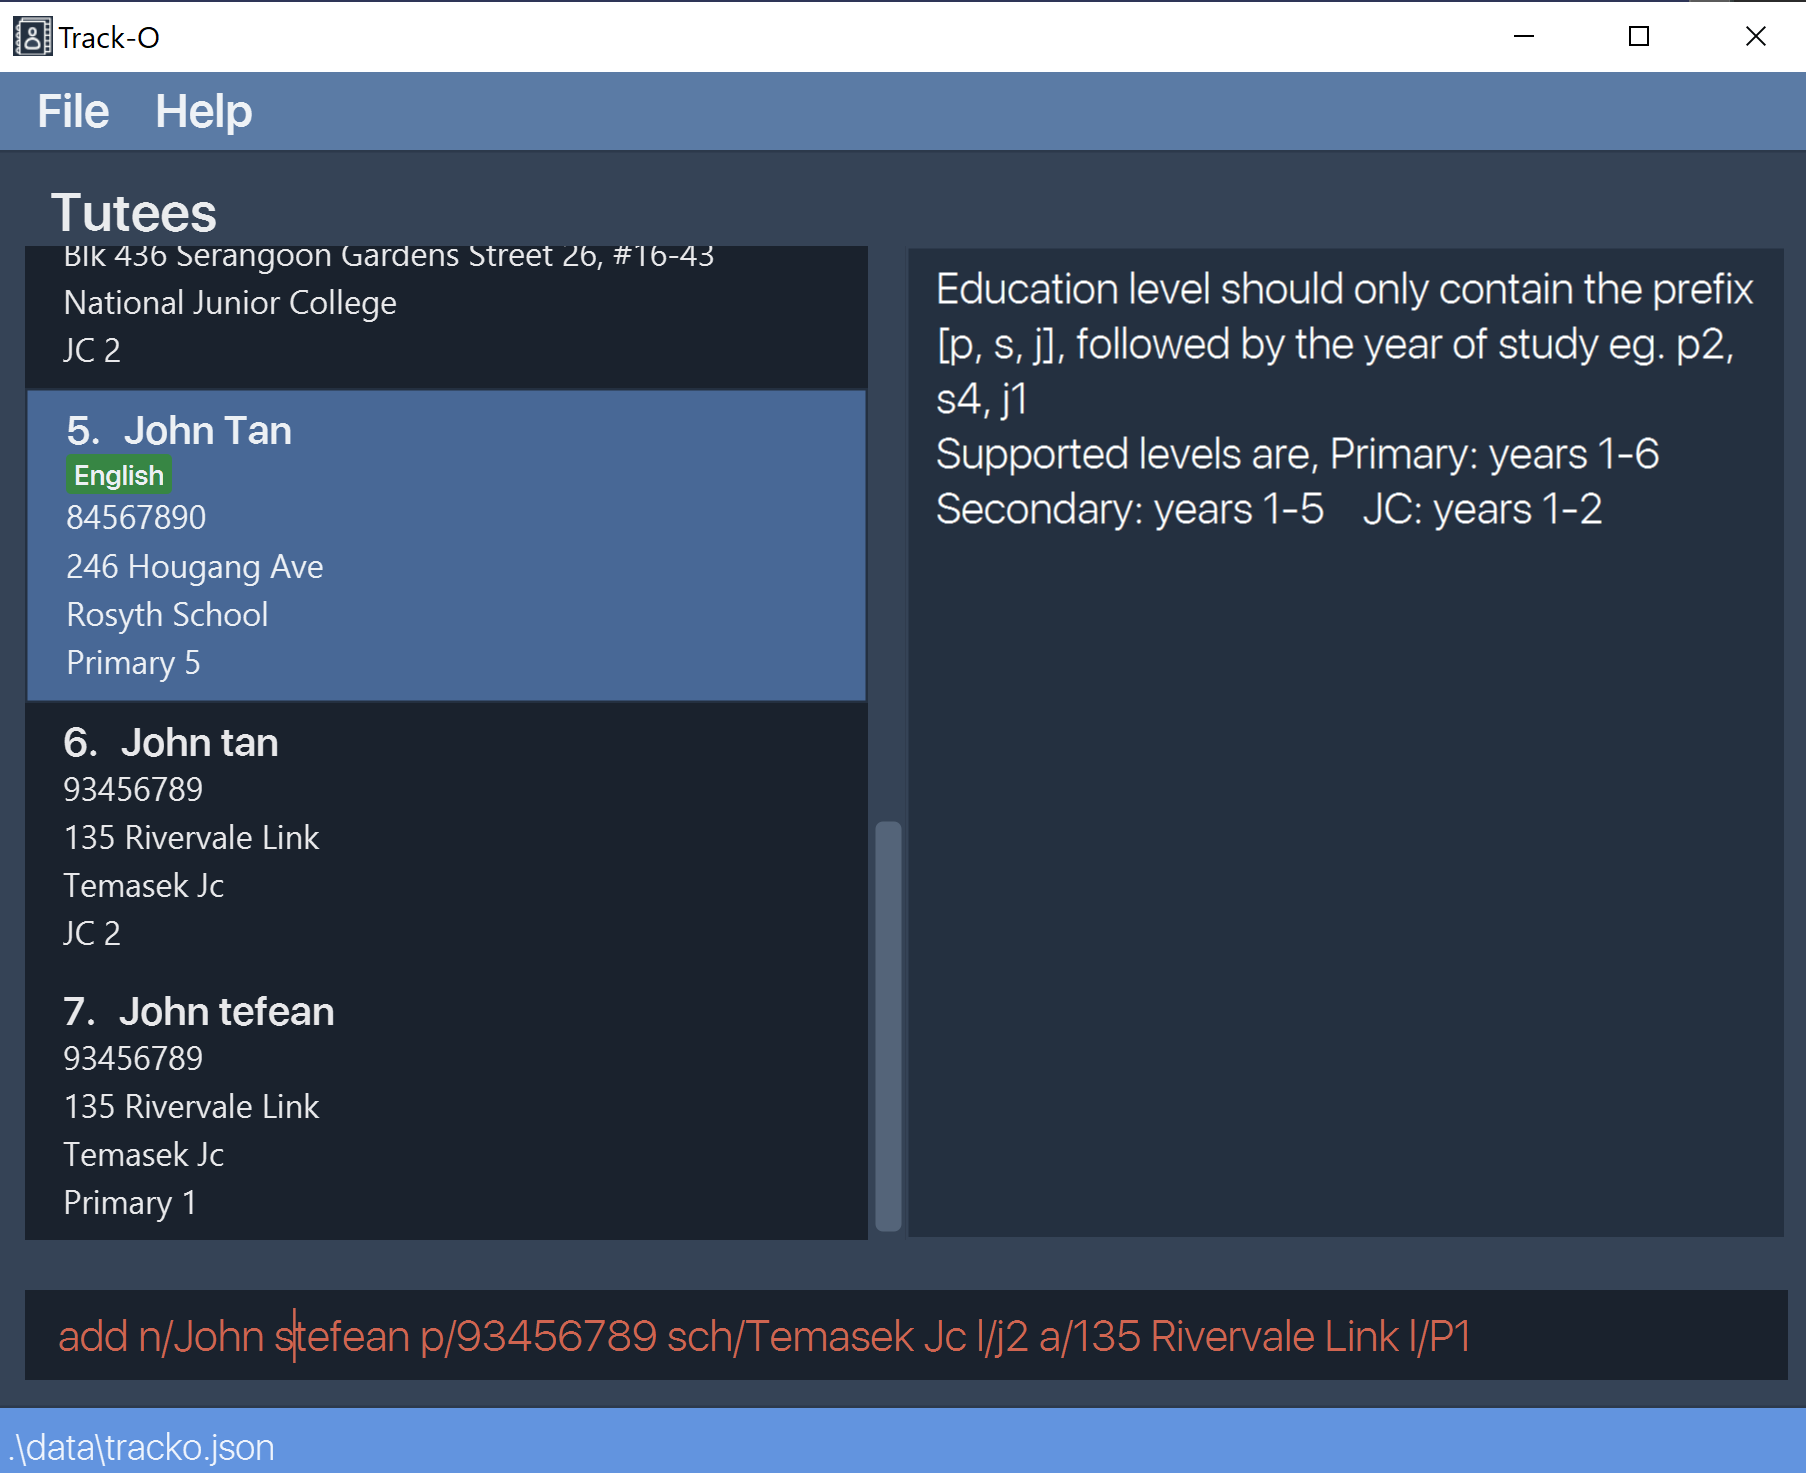 Track-O
File Help
Tutees
Blk 436 Serangoon Gardens Street 26, #16-43
National Junior College
JC 2
5. John Tan
English
84567890
246 Hougang Ave
Rosyth School
Primary 5
6. John tan
93456789
135 Rivervale Link
Temasek Jc
JC 2
7. John tefean
93456789
135 Rivervale Link
Temasek Jc
Primary 1
Education level should only contain the prefix
[p, s, j], followed by the year of study eg. p2,
s4, j1
Supported levels are, Primary: years 1-6
Secondary: years 1-5 JC: years 1-2
add n/John stefean p/93456789 sch/Temasek Jc l/j2 a/135 Rivervale Link l/P1
.\data\tracko.json